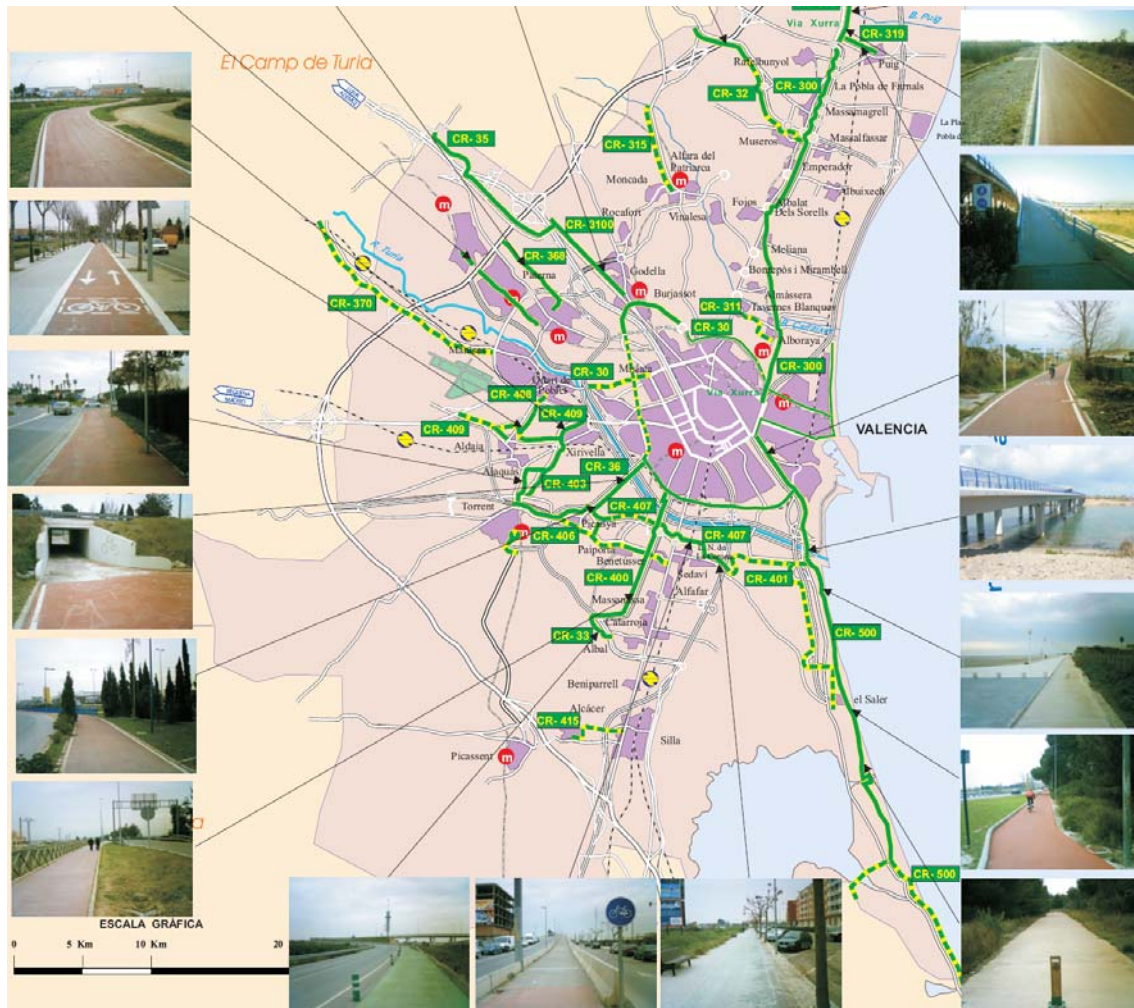 Via Xurra
B. Puig
CR-319
Puig
El Camp de Turia
Rafelbunyol
CR-300
La Pobla de Farnals
CR-32
Massamagrell
CR-35
CR-315
Museros
Massalfassar
Alfara del
Patriarca
Emperador
Moncada
Albuixech
Rocafort
Vinalesa
Foios
Albalat
Dels Sorells
CR-3100
R. Turia
CR-368
Paterna
Godella
Meliana
Bonrepòs i Mirambell
Burjassot
CR-370
Almàssera
CR-311
Tavernes Blanques
CR-30
Alboraya
Manises
CR-30
Mislata
CR-300
Via Xurra
CR-408
CR-409
CR-409
VALENCIA
Aldaia
Xirivella
Alaquàs
CR-36
CR-403
Torrent
CR-407
Picanya
CR-406
CR-407
Paiporta
Benetússer
Sedaví
CR-401
CR-400
Alfafar
Massanassa
Catarroja
CR-33
Albal
CR-500
Beniparrell
el Saler
Alcácer
CR-415
Silla
Picassent
CR-500
ESCALA GRÁFICA
0 5 Km 10 Km 20